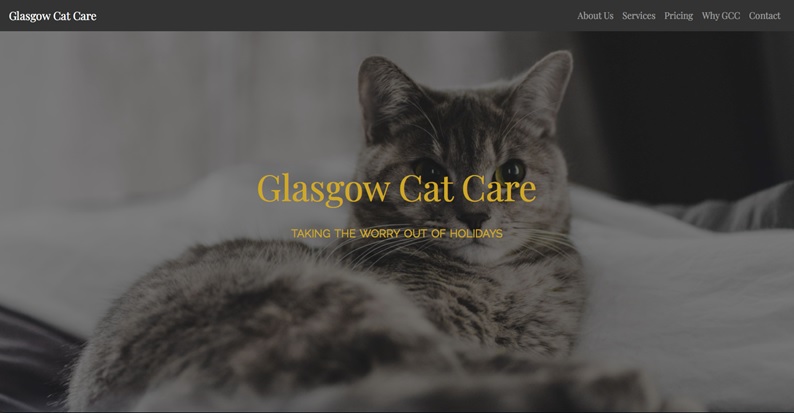 Glasgow Cat Care
About Us Services Pricing Why GCC Contact
Glasgow Cat Care
TAKING THE WORRY OUT OF HOLIDAYS